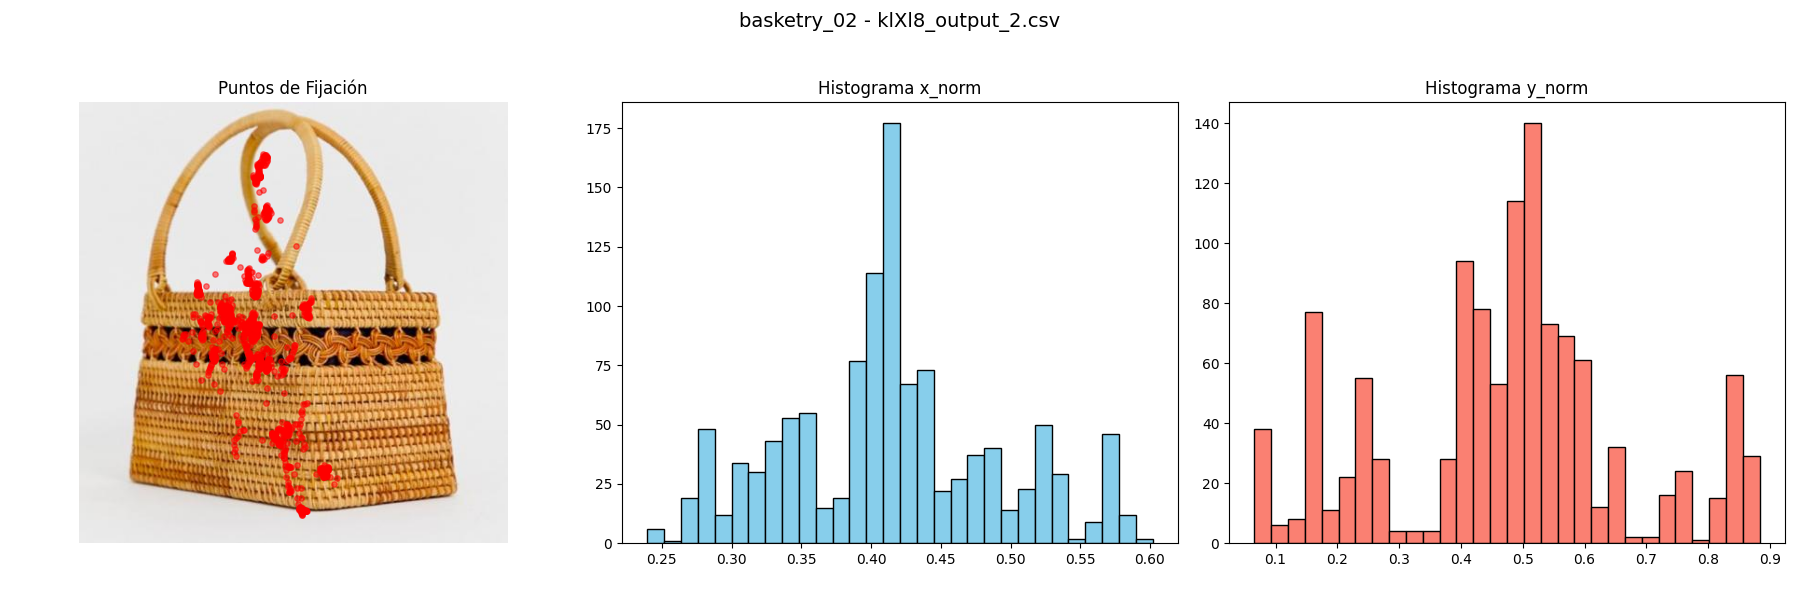 basketry_02 - klXl8_output_2.csv
Puntos de Fijación
Histograma x_norm
Histograma y_norm
175
150
125
100
75
50
25
0
0.25 0.30 0.35 0.40 0.45 0.50 0.55 0.60
140
120
100
80
60
40
20
0
0.1 0.2 0.3 0.4 0.5 0.6 0.7 0.8 0.9